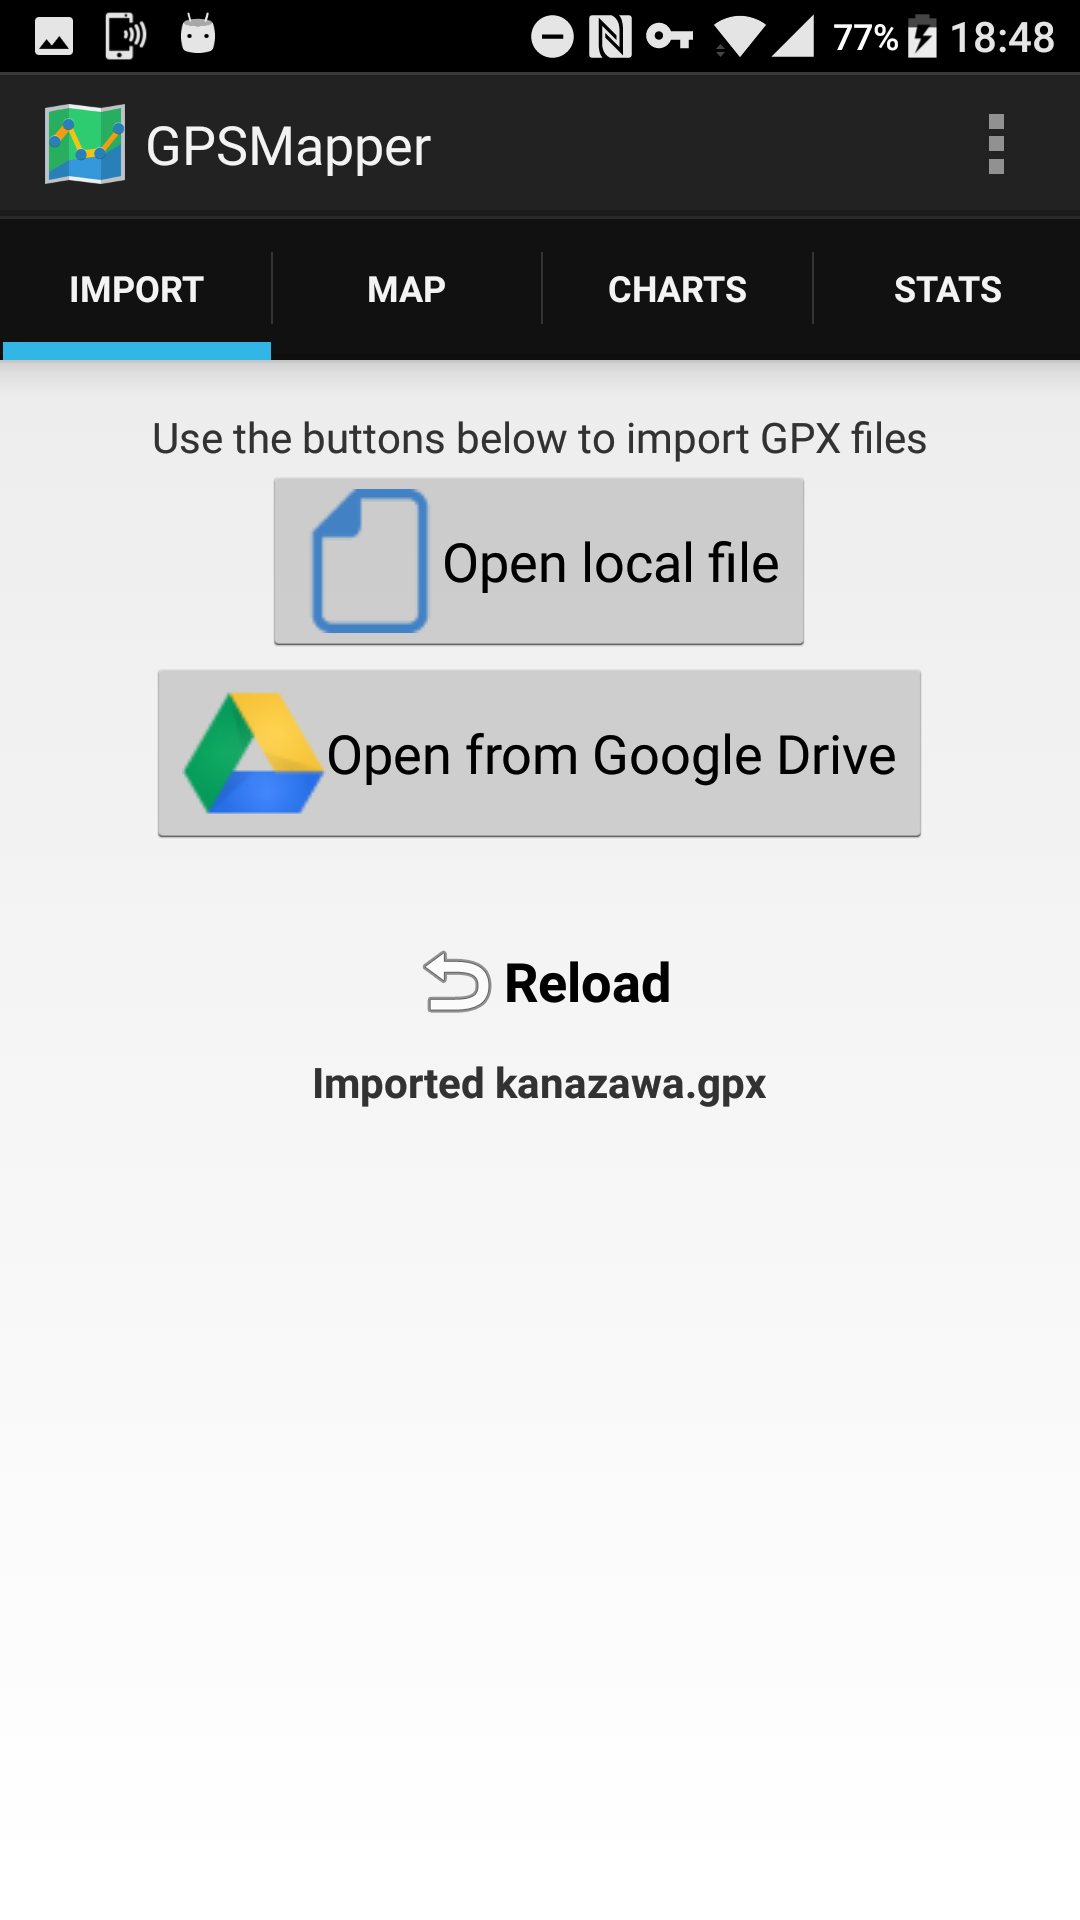 77% 18:48
GPSMapper
IMPORT MAP CHARTS STATS
Use the buttons below to import GPX files
Open local file
Open from Google Drive
Reload
Imported kanazawa.gpx